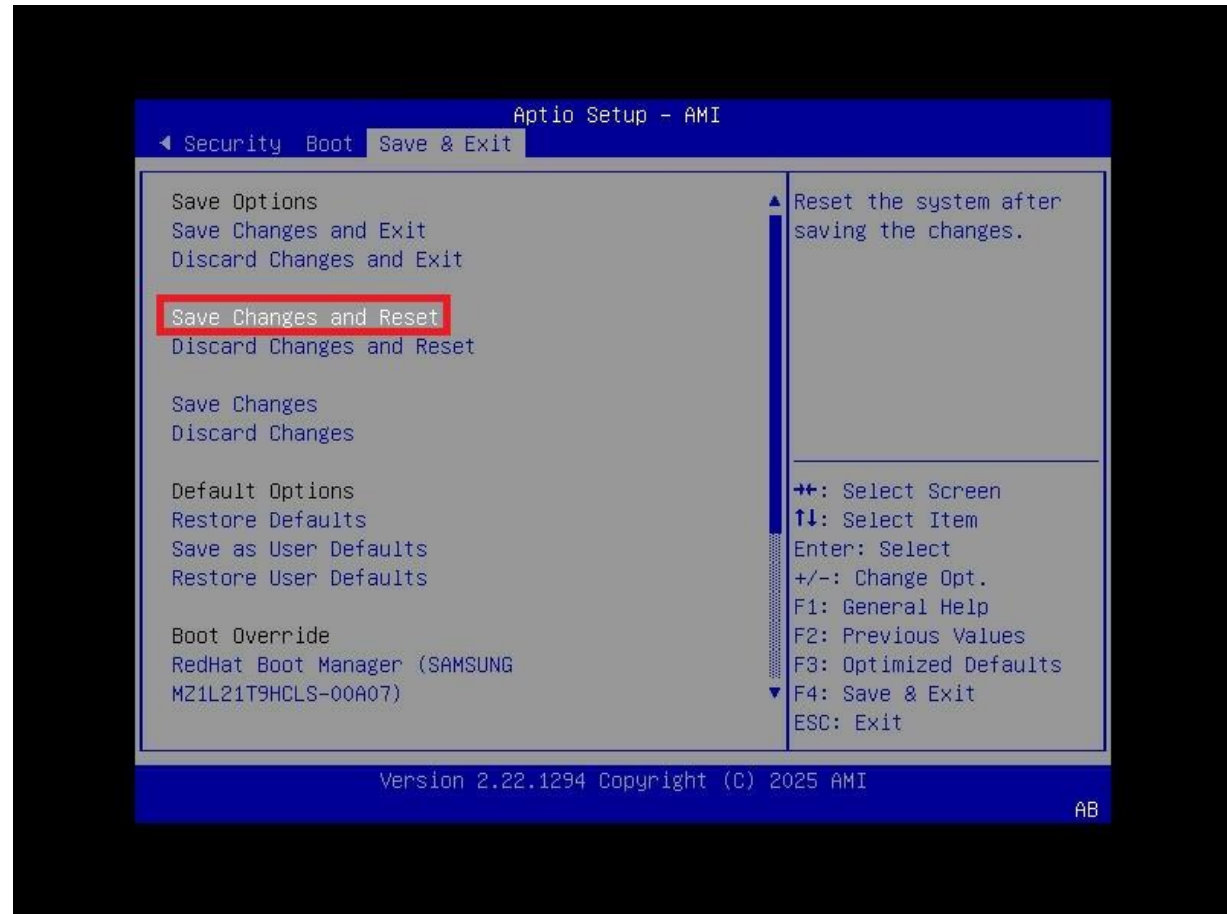 Aptio Setup – AMI
Security Boot Save & Exit
Save Options
Save Changes and Exit
Discard Changes and Exit
Save Changes and Reset
Discard Changes and Reset
Save Changes
Discard Changes
Default Options
Restore Defaults
Save as User Defaults
Restore User Defaults
Boot Override
RedHat Boot Manager (SAMSUNG
MZ1L21T9HCLS-00A07)
Reset the system after
saving the changes.
→←: Select Screen
↑↓: Select Item
Enter: Select
+/-: Change Opt.
F1: General Help
F2: Previous Values
F3: Optimized Defaults
F4: Save & Exit
ESC: Exit
Version 2.22.1294 Copyright (C) 2025 AMI
AB